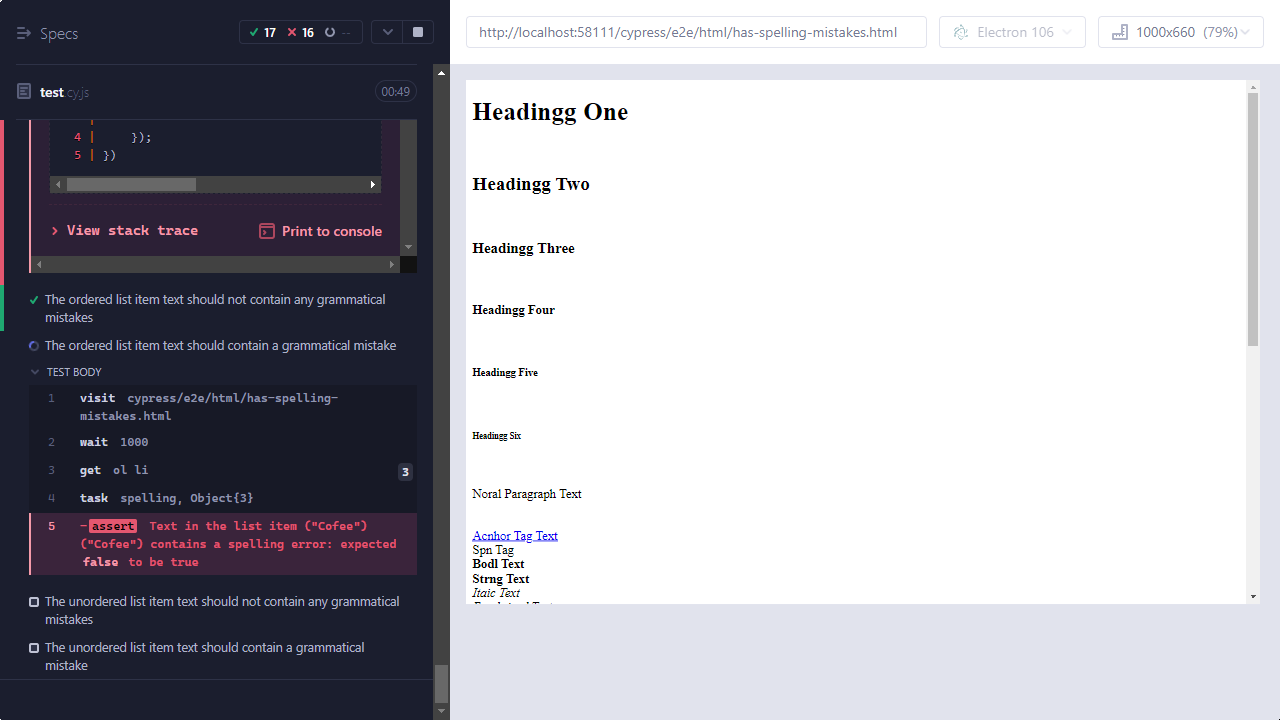 Specs
17 16 --
test.cy.js 00:49
4 | });
5 | })
View stack trace Print to console
The ordered list item text should not contain any grammatical
mistakes
The ordered list item text should contain a grammatical mistake
TEST BODY
1 visit cypress/e2e/html/has-spelling-
mistakes.html
2 wait 1000
3 get ol li 3
4 task spelling, Object{3}
5 -assert Text in the list item ("Cofee")
("Cofee") contains a spelling error: expected
false to be true
The unordered list item text should not contain any grammatical
mistakes
The unordered list item text should contain a grammatical
mistake
http://localhost:58111/cypress/e2e/html/has-spelling-mistakes.html Electron 106 1000x660 (79%)
Headingg One
Headingg Two
Headingg Three
Headingg Four
Headingg Five
Headingg Six
Noral Paragraph Text
Acnhor Tag Text
Spn Tag
Bodl Text
Strng Text
Itaic Text